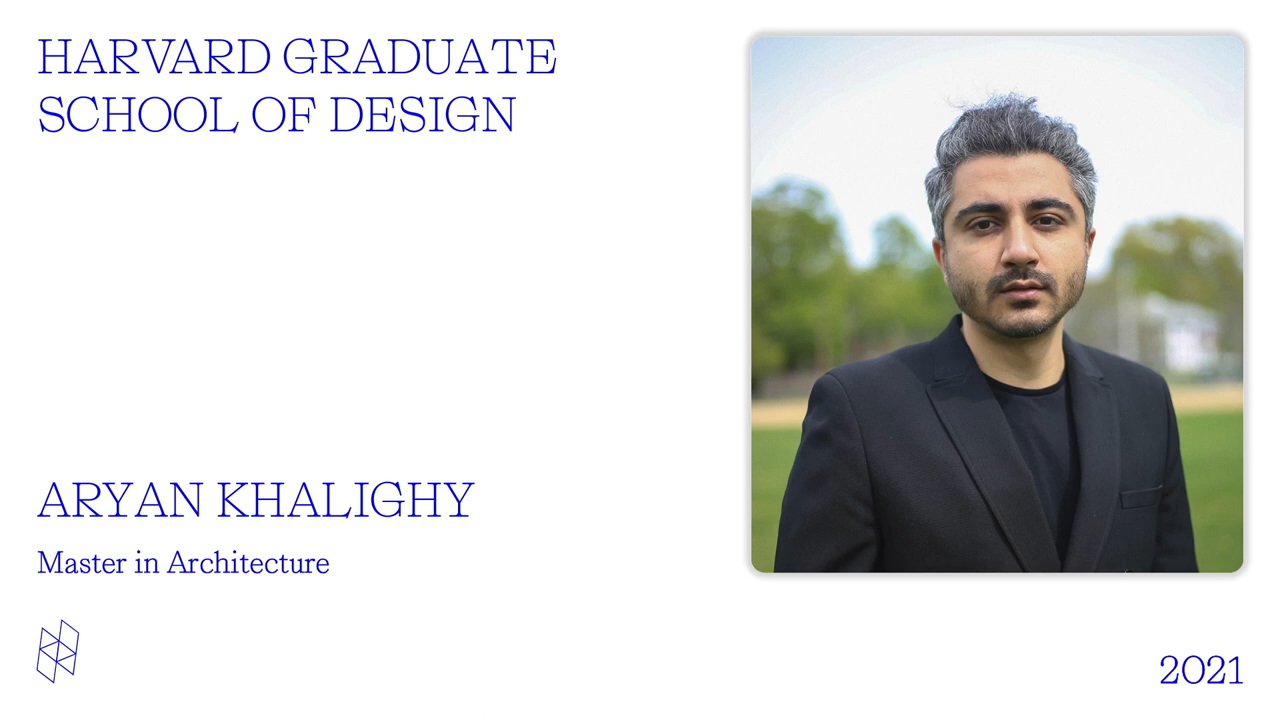 HARVARD GRADUATE
SCHOOL OF DESIGN
ARYAN KHALIGHY
Master in Architecture
2021